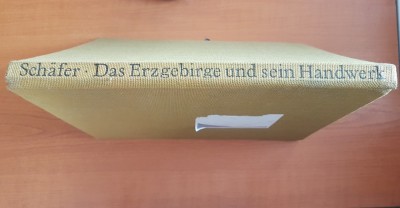 Schäfer · Das Erzgebirge und sein Handwerk